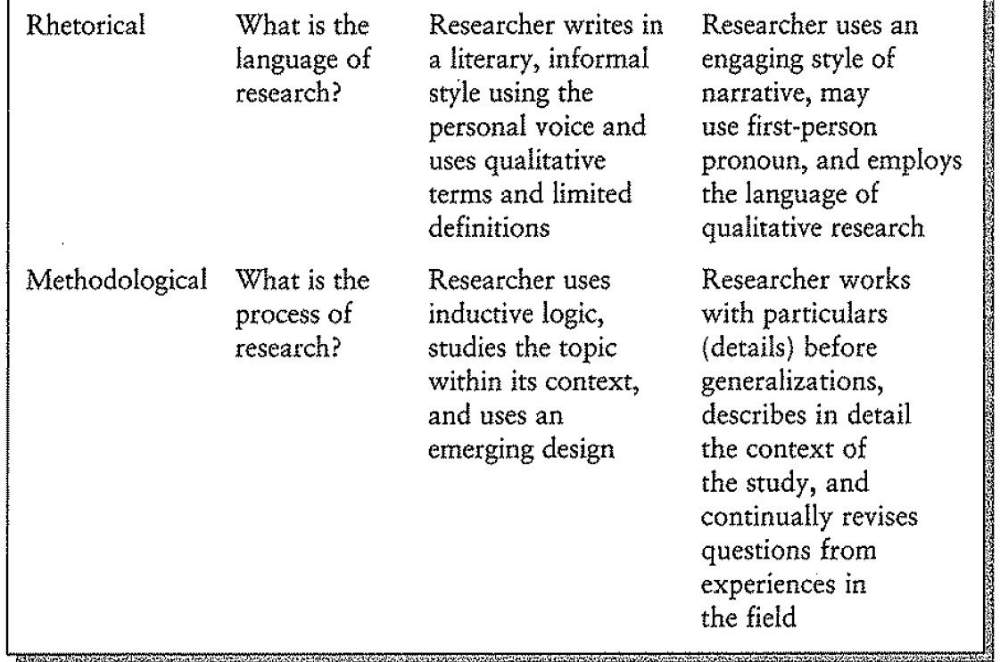 Rhetorical What is the Researcher writes in Researcher uses an
language of a literary, informal engaging style of
research? style using the narrative, may
personal voice and use first-person
uses qualitative pronoun, and employs
terms and limited the language of
definitions qualitative research
Methodological What is the Researcher uses Researcher works
process of inductive logic, with particulars
research? studies the topic (details) before
within its context, generalizations,
and uses an describes in detail
emerging design the context of
the study, and
continually revises
questions from
experiences in
the field